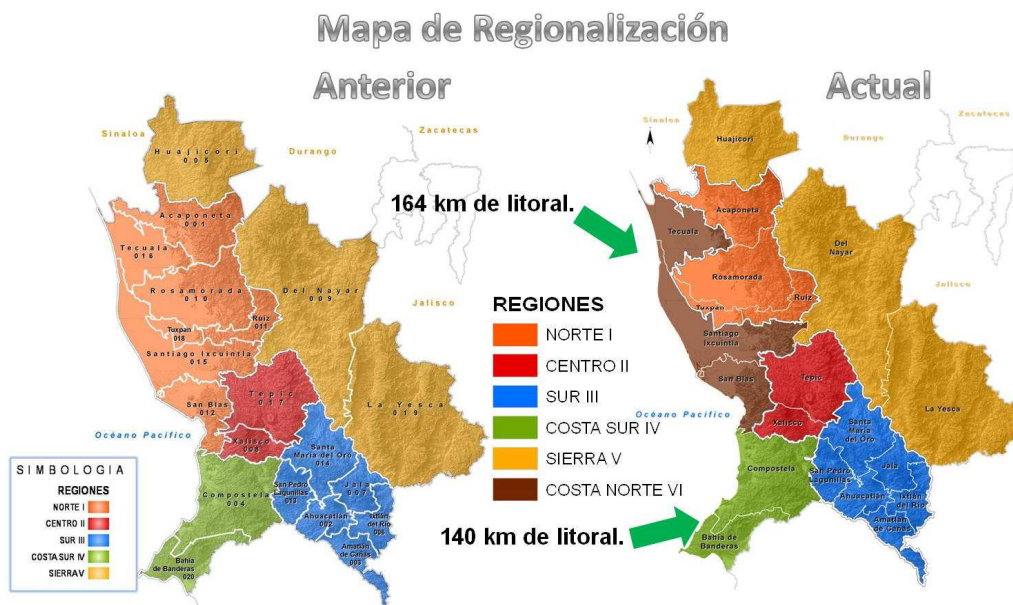 Mapa de Regionalización
Anterior
Sinaloa
Zacatecas
Durango
Huajicori
005
Acaponeta
001
Tecuala
016
Rosamorada
010
Del Nayar
009
Jalisco
Ruiz
011
Tuxpan
018
Santiago Ixcuintla
015
San Blas
012
Tepic
017
La Yesca
019
Océano Pacífico
Xalisco
008
Santa
María del Oro
014
Compostela
004
San Pedro
Lagunillas
013
Jala
007
Ahuacatlán
002
Ixtlán
del Río
006
Amatlán
de Cañas
003
Bahía
de Banderas
020
SIMBOLOGIA
REGIONES
NORTE I
CENTRO II
SUR III
COSTA SUR IV
SIERRA V
164 km de litoral.
REGIONES
NORTE I
CENTRO II
SUR III
COSTA SUR IV
SIERRA V
COSTA NORTE VI
140 km de litoral.
Actual
Sinaloa
Zacatecas
Durango
Huajicori
Acaponeta
Tecuala
Del
Nayar
Rosamorada
Jalisco
Ruiz
Tuxpan
Santiago
Ixcuintla
San Blas
Tepic
La Yesca
Océano Pacífico
Xalisco
Santa
María
del Oro
Compostela
San Pedro
Lagunillas
Jala
Ahuacatlán
Ixtlán
del Río
Amatlán
de Cañas
Bahía de
Banderas